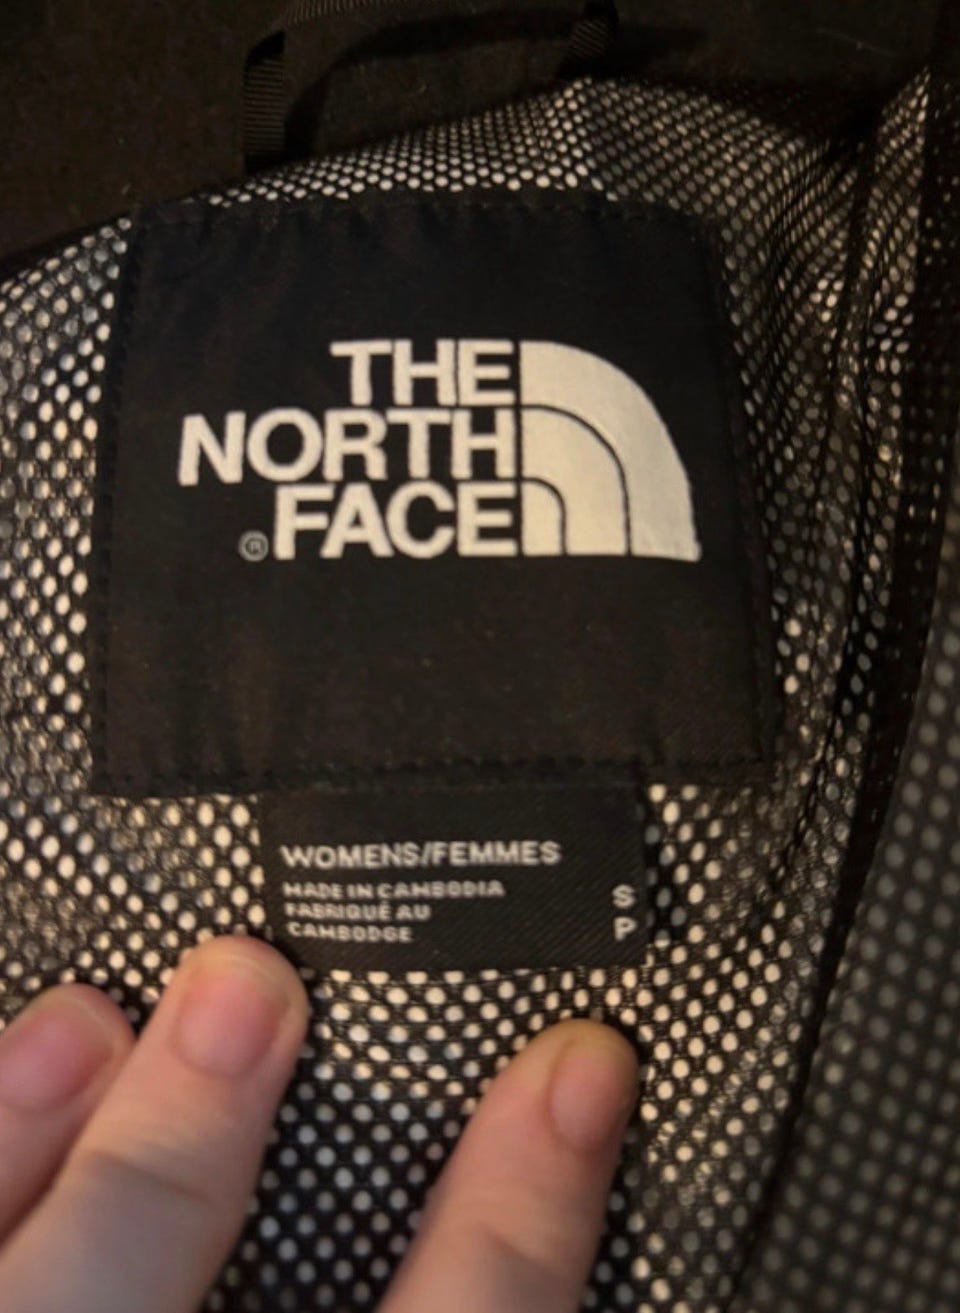 THE
NORTH
®FACE
WOMENS/FEMMES
MADE IN CAMBODIA
FABRIQUÉ AU
CAMBODGE
S
P